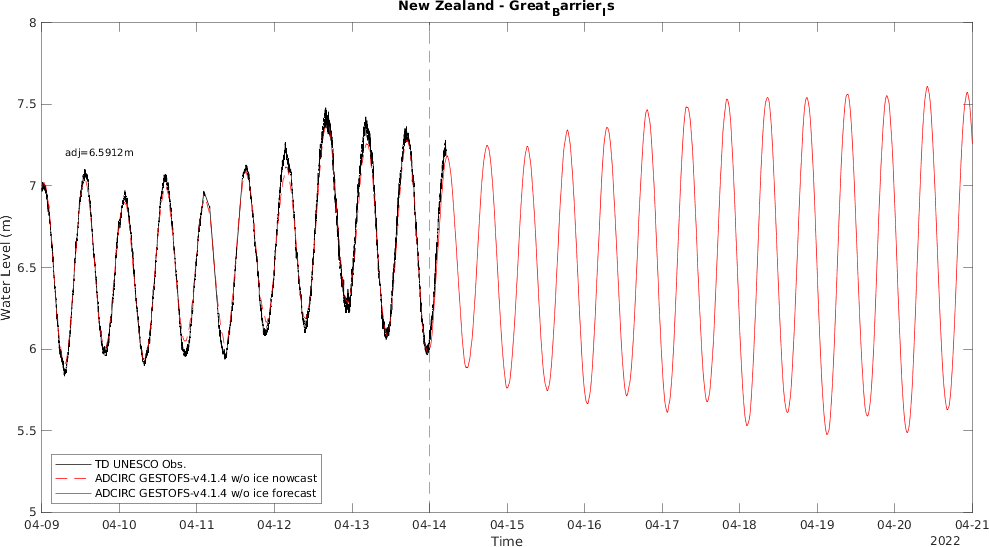 New Zealand - Great_Barrier_Is
8
7.5
adj=6.5912m
7
6.5
Water Level (m)
6
5.5
TD UNESCO Obs.
ADCIRC GESTOFS-v4.1.4 w/o ice nowcast
ADCIRC GESTOFS-v4.1.4 w/o ice forecast
5
04-09 04-10 04-11 04-12 04-13 04-14 04-15 04-16 04-17 04-18 04-19 04-20 04-21
Time
2022